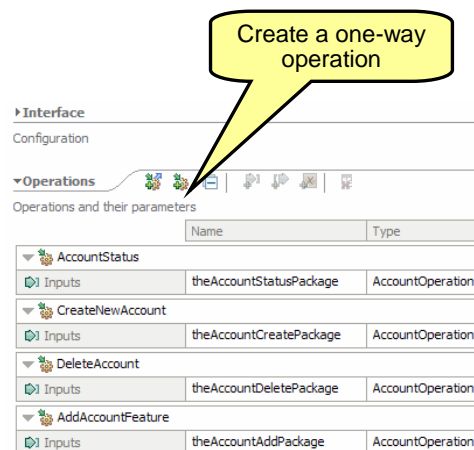 Create a one-way
operation
Interface
Configuration
Operations
Operations and their parameters
Name Type
AccountStatus
Inputs theAccountStatusPackage AccountOperation
CreateNewAccount
Inputs theAccountCreatePackage AccountOperation
DeleteAccount
Inputs theAccountDeletePackage AccountOperation
AddAccountFeature
Inputs theAccountAddPackage AccountOperation